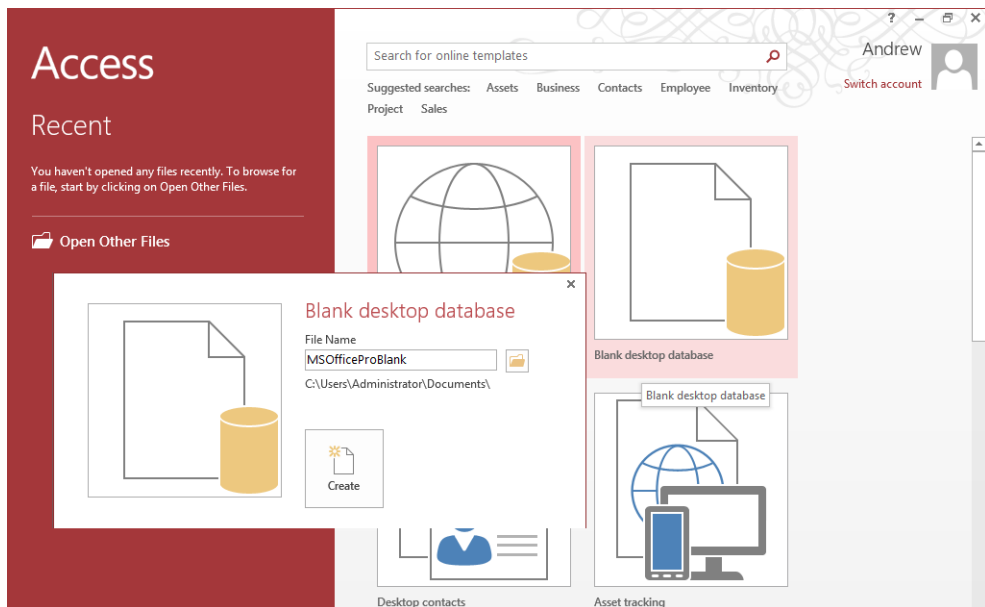 ?
Access
Andrew
Switch account
Search for online templates
Suggested searches: Assets Business Contacts Employee Inventory
Project Sales
Recent
You haven't opened any files recently. To browse for
a file, start by clicking on Open Other Files.
Open Other Files
Blank desktop database
File Name
MSOfficeProBlank
C:\Users\Administrator\Documents\
Create
Blank desktop database
Blank desktop database
Desktop contacts
Asset tracking